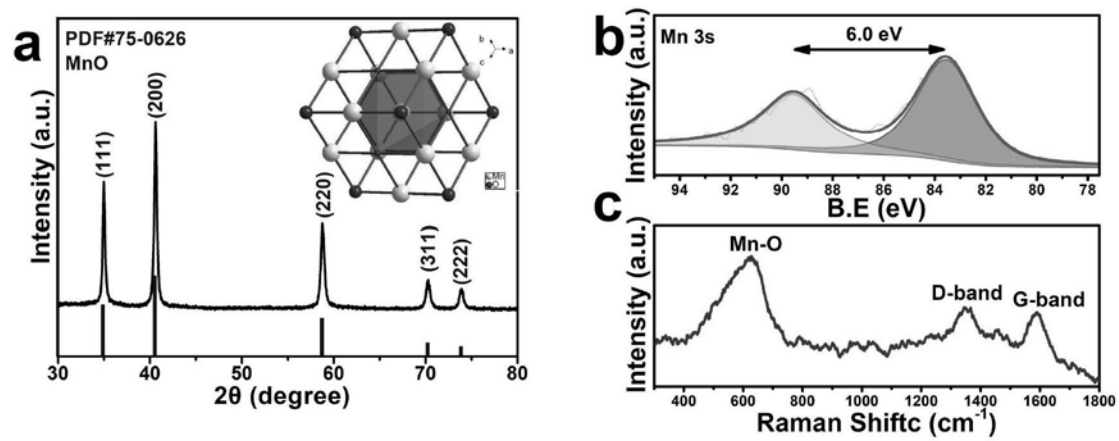 a
PDF#75-0626
MnO
(111)
(200)
(220)
(311)
(222)
b
a
c
Mn
O
Intensity (a.u.)
30 40 50 60 70 80
2θ (degree)
b
Mn 3s
6.0 eV
Intensity (a.u.)
94 92 90 88 86 84 82 80 78
B.E (eV)
c
Mn-O
D-band
G-band
Intensity (a.u.)
400 600 800 1000 1200 1400 1600 1800
Raman Shiftc (cm⁻¹)